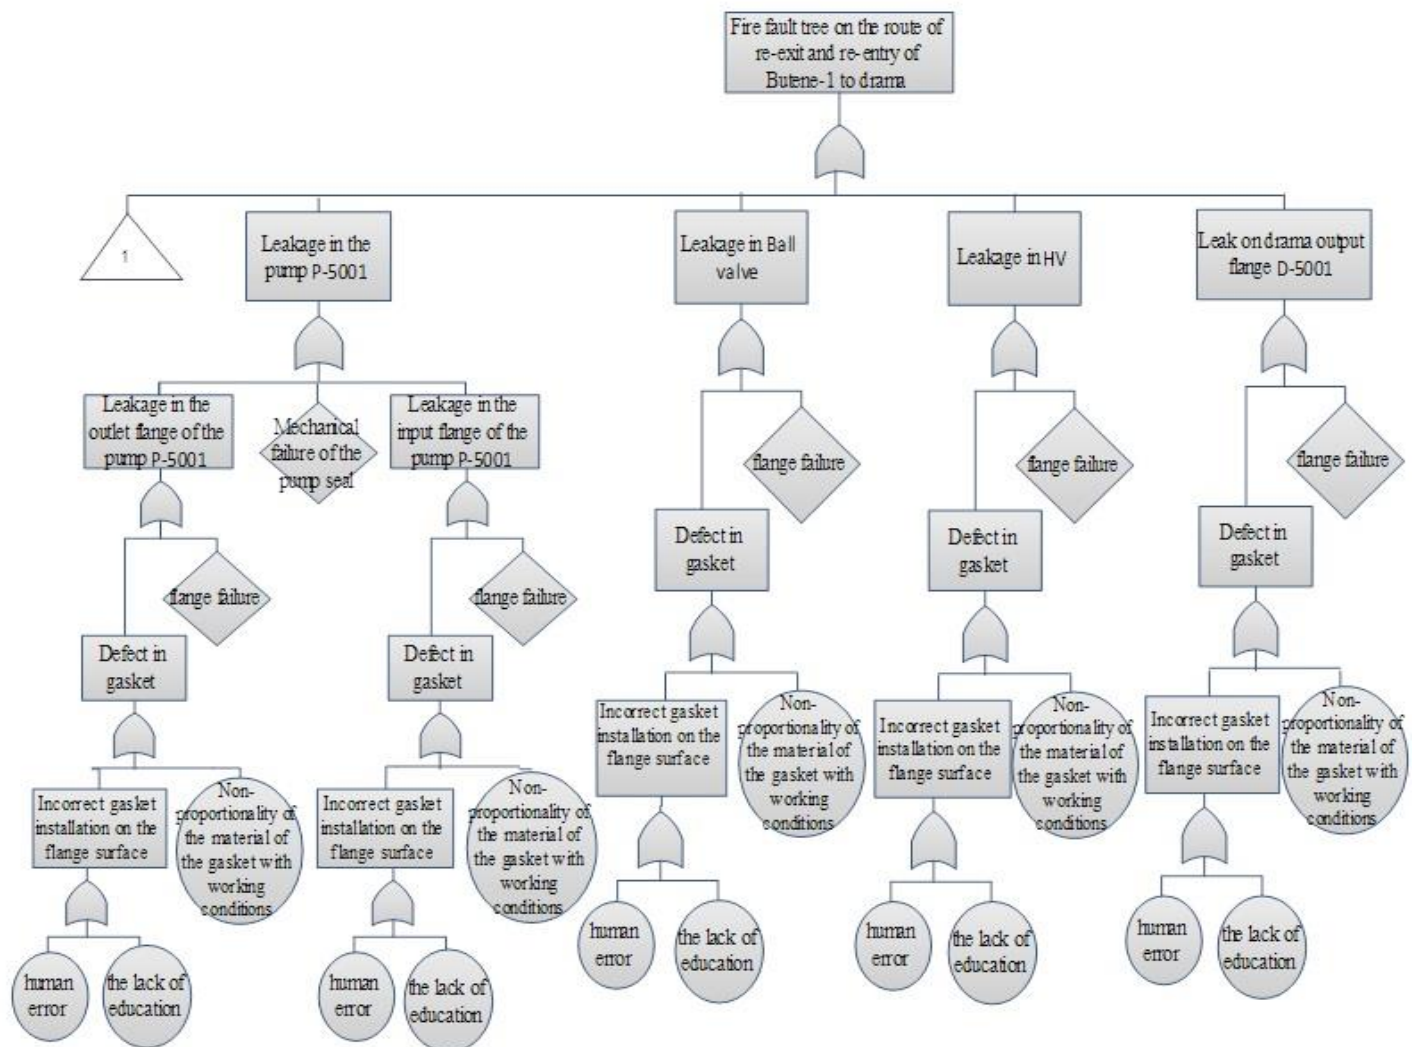 Fire fault tree on the route of
re-exit and re-entry of
Butene-1 to drama
1
Leakage in the
pump P-5001
Leakage in Ball
valve
Leakage in HV
Leak on drama output
flange D-5001
Leakage in the
outlet flange of the
pump P-5001
Mechanical
failure of the
pump seal
Leakage in the
input flange of the
pump P-5001
flange failure
flange failure
flange failure
flange failure
flange failure
Defect in
gasket
Defect in
gasket
Defect in
gasket
Defect in
gasket
Defect in
gasket
Incorrect gasket
installation on the
flange surface
Non-
proportionality of
the material of
the gasket with
working
conditions
Incorrect gasket
installation on the
flange surface
Non-
proportionality of
the material of
the gasket with
working
conditions
Incorrect gasket
installation on the
flange surface
Non-
proportionality of
the material of
the gasket with
working
conditions
Incorrect gasket
installation on the
flange surface
Non-
proportionality of
the material of
the gasket with
working
conditions
Incorrect gasket
installation on the
flange surface
Non-
proportionality of
the material of
the gasket with
working
conditions
human
error
the lack of
education
human
error
the lack of
education
human
error
the lack of
education
human
error
the lack of
education
human
error
the lack of
education